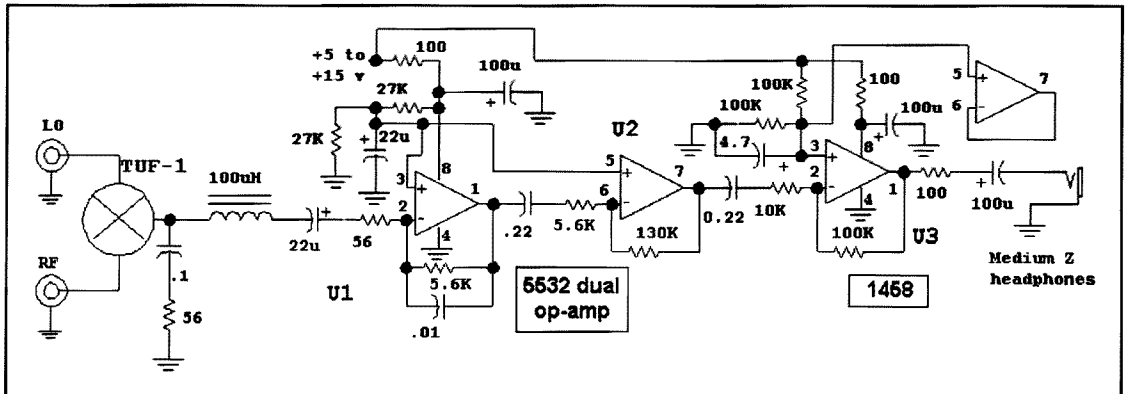 +5 to
+15 v
100
100u
27K
27K
22u
8
3
+
1
2
-
4
LO
TUF-1
100uH
22u
+
56
RF
.1
56
U1
5.6K
.01
.22
5.6K
5532 dual
op-amp
U2
5
+
7
6
-
130K
0.22
10K
100K
100K
4.7
+
100
100u
+
8
3
+
2
-
1
4
100K
U3
1458
5
+
7
6
-
100
+
100u
Medium Z
headphones